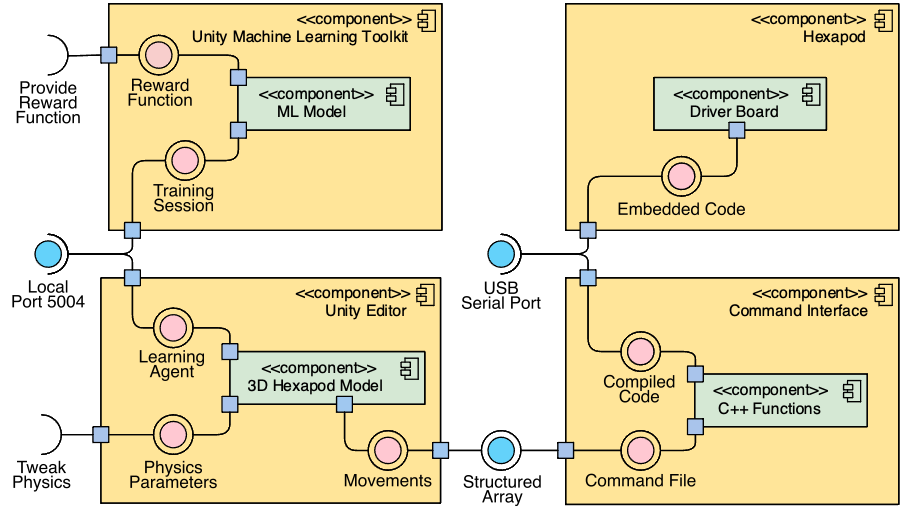 <<component>>
Unity Machine Learning Toolkit
Provide
Reward
Function
Reward
Function
<<component>>
ML Model
Training
Session
<<component>>
Hexapod
<<component>>
Driver Board
Embedded Code
Local
Port 5004
USB
Serial Port
<<component>>
Unity Editor
Learning
Agent
<<component>>
3D Hexapod Model
Tweak
Physics
Physics
Parameters
Movements
Structured
Array
<<component>>
Command Interface
Compiled
Code
<<component>>
C++ Functions
Command File